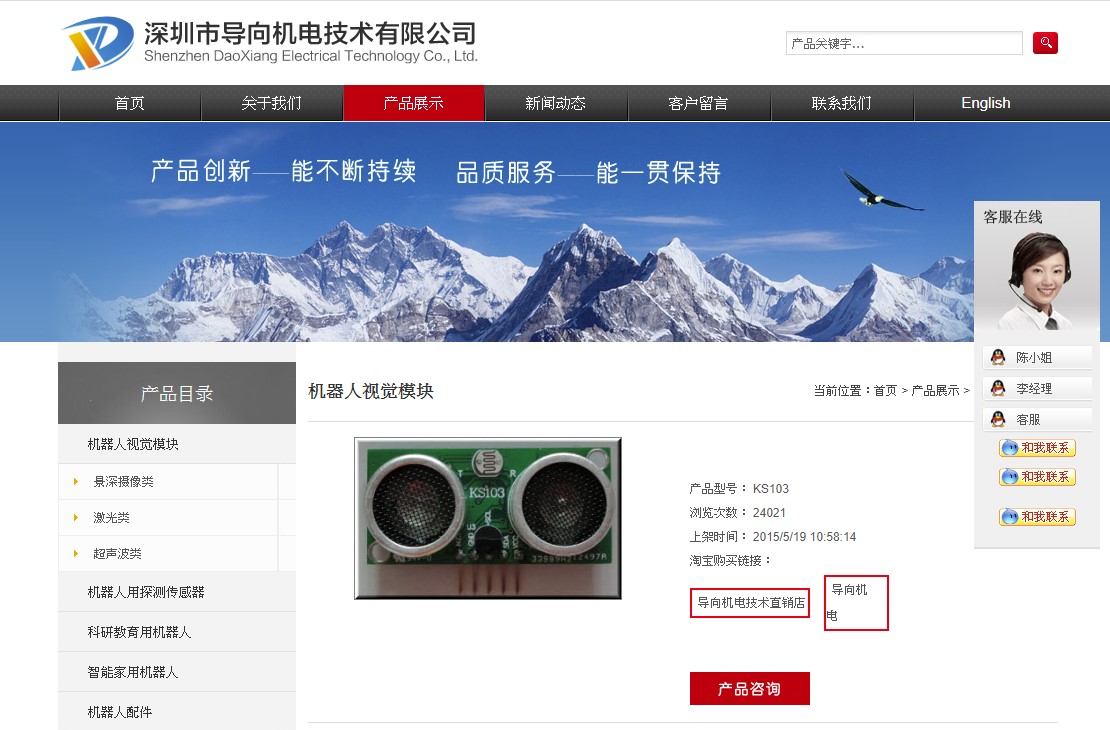 深圳市导向机电技术有限公司
Shenzhen DaoXiang Electrical Technology Co., Ltd.
产品关键字...
首页
关于我们
产品展示
新闻动态
客户留言
联系我们
English
产品创新——能不断持续 品质服务——能一贯保持
客服在线
陈小姐
李经理
客服
和我联系
和我联系
和我联系
产品目录
机器人视觉模块
景深摄像类
激光类
超声波类
机器人用探测传感器
科研教育用机器人
智能家用机器人
机器人配件
机器人视觉模块
当前位置：首页 > 产品展示 >
T
R
KS103
产品型号： KS103
浏览次数： 24021
上架时间： 2015/5/19 10:58:14
淘宝购买链接：
导向机电技术直销店
导向机
电
产品咨询